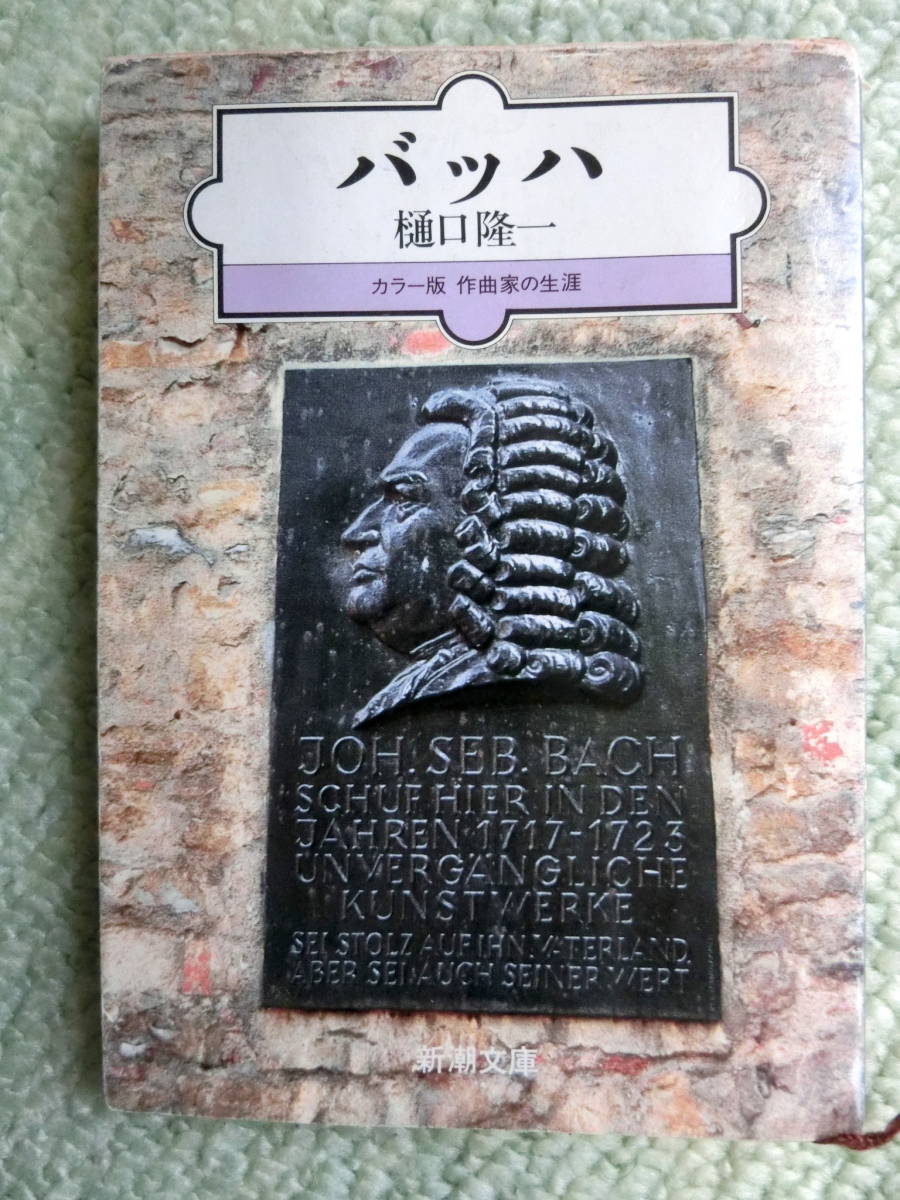 バッハ
樋口隆一
カラー版 作曲家の生涯
JOH. SEB. BACH
SCHUF HIER IN DEN
JAHREN 1717-1723
UNVERGÄNGLICHE
KUNSTWERKE
SEI STOLZ AUF IHN, VATERLAND,
ABER SEI AUCH SEINER WERT
新潮文庫